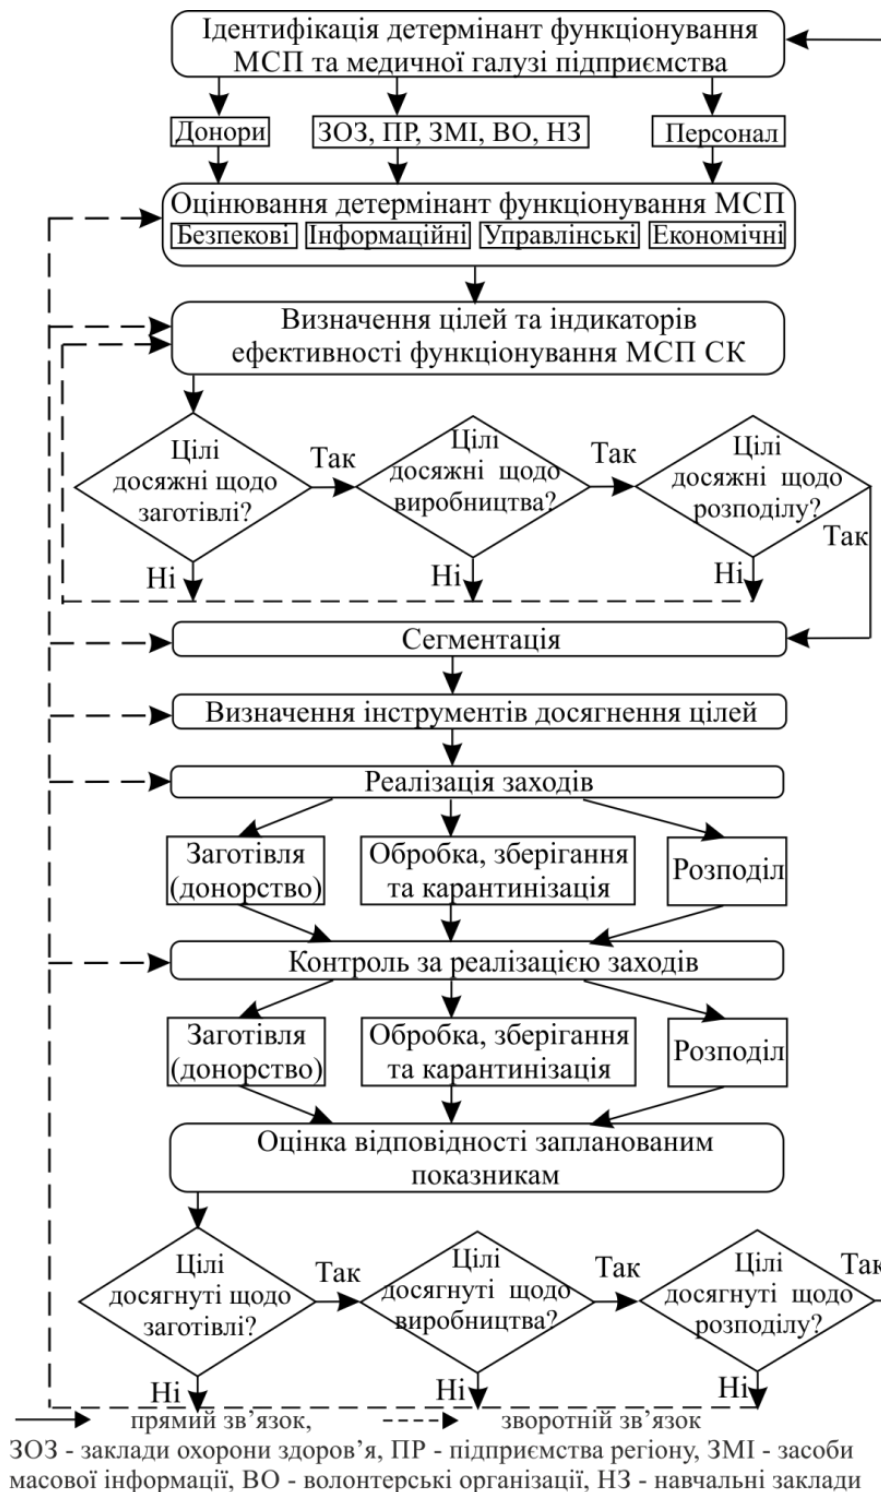 Ідентифікація детермінант функціонування
МСП та медичної галузі підприємства
Донори
ЗОЗ, ПР, ЗМІ, ВО, НЗ
Персонал
Оцінювання детермінант функціонування МСП
Безпекові Інформаційні Управлінські Економічні
Визначення цілей та індикаторів
ефективності функціонування МСП СК
Цілі
досяжні щодо
заготівлі?
Так
Цілі
досяжні щодо
виробництва?
Так
Цілі
досяжні щодо
розподілу?
Так
Ні
Ні
Ні
Сегментація
Визначення інструментів досягнення цілей
Реалізація заходів
Заготівля
(донорство)
Обробка, зберігання
та карантинізація
Розподіл
Контроль за реалізацією заходів
Заготівля
(донорство)
Обробка, зберігання
та карантинізація
Розподіл
Оцінка відповідності запланованим
показникам
Цілі
досягнуті щодо
заготівлі?
Так
Цілі
досягнуті щодо
виробництва?
Так
Цілі
досягнуті щодо
розподілу?
Так
Ні
Ні
Ні
прямий зв’язок, зворотній зв’язок
ЗОЗ - заклади охорони здоров’я, ПР - підприємства регіону, ЗМІ - засоби
масової інформації, ВО - волонтерські організації, НЗ - навчальні заклади